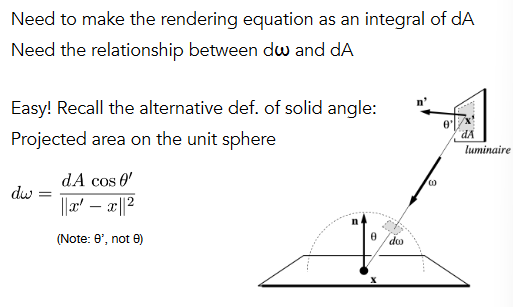 Need to make the rendering equation as an integral of dA
Need the relationship between dω and dA
Easy! Recall the alternative def. of solid angle:
Projected area on the unit sphere
dω = dA cos θ′ / ||x′ − x||²
(Note: θ', not θ)
n'
θ'
x'
dA
luminaire
ω
n
θ
dω
x